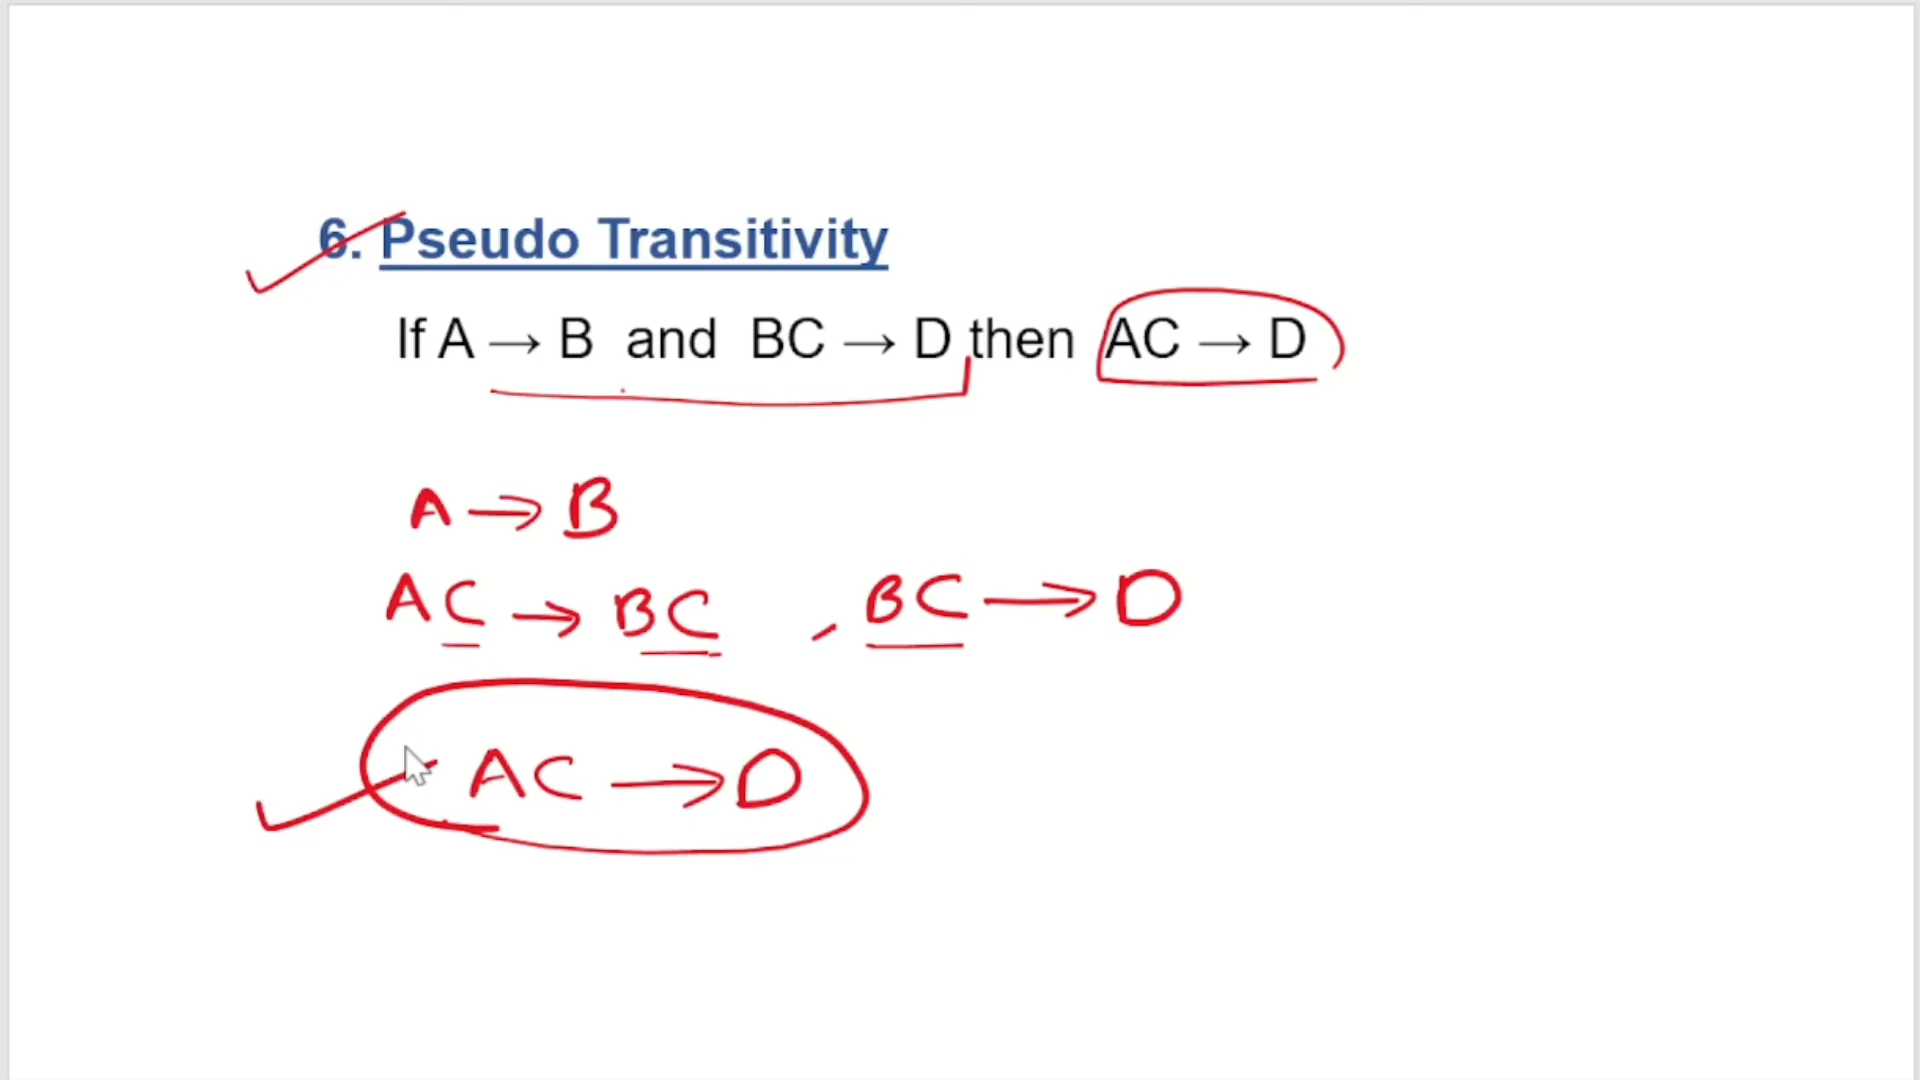 6. Pseudo Transitivity
If A → B and BC → D then AC → D
A → B
AC → BC , BC → D
AC → D